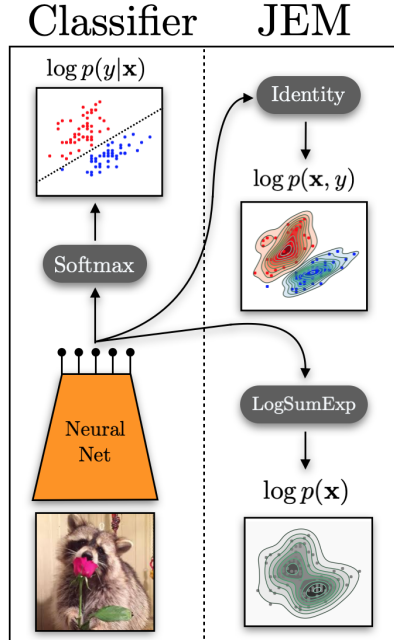 Classifier
JEM
log p(y|x)
Identity
log p(x, y)
Softmax
LogSumExp
Neural
Net
log p(x)